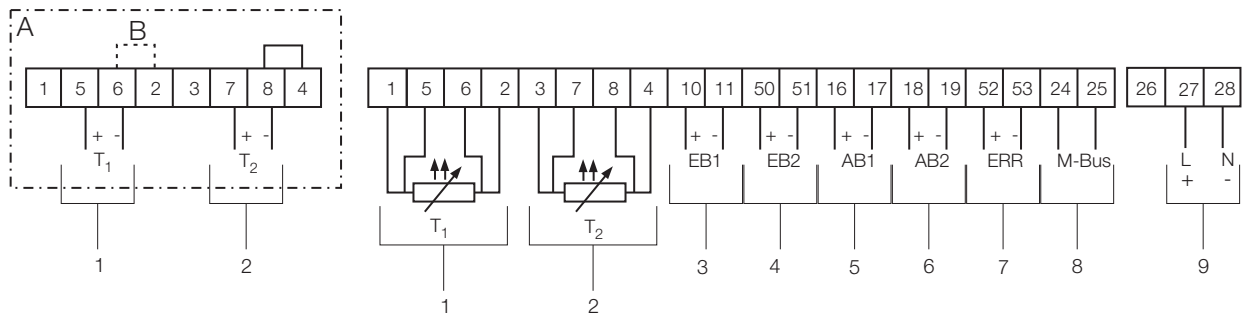 A
B
1 5 6 2 3 7 8 4
1 5 6 2 3 7 8 4 10 11 50 51 16 17 18 19 52 53 24 25
26 27 28
+ - + -
T1 T2
+ - + - + - + - + -
EB1 EB2 AB1 AB2 ERR M-Bus
L N
+ -
T1 T2
1 2
3 4 5 6 7 8 9
1 2